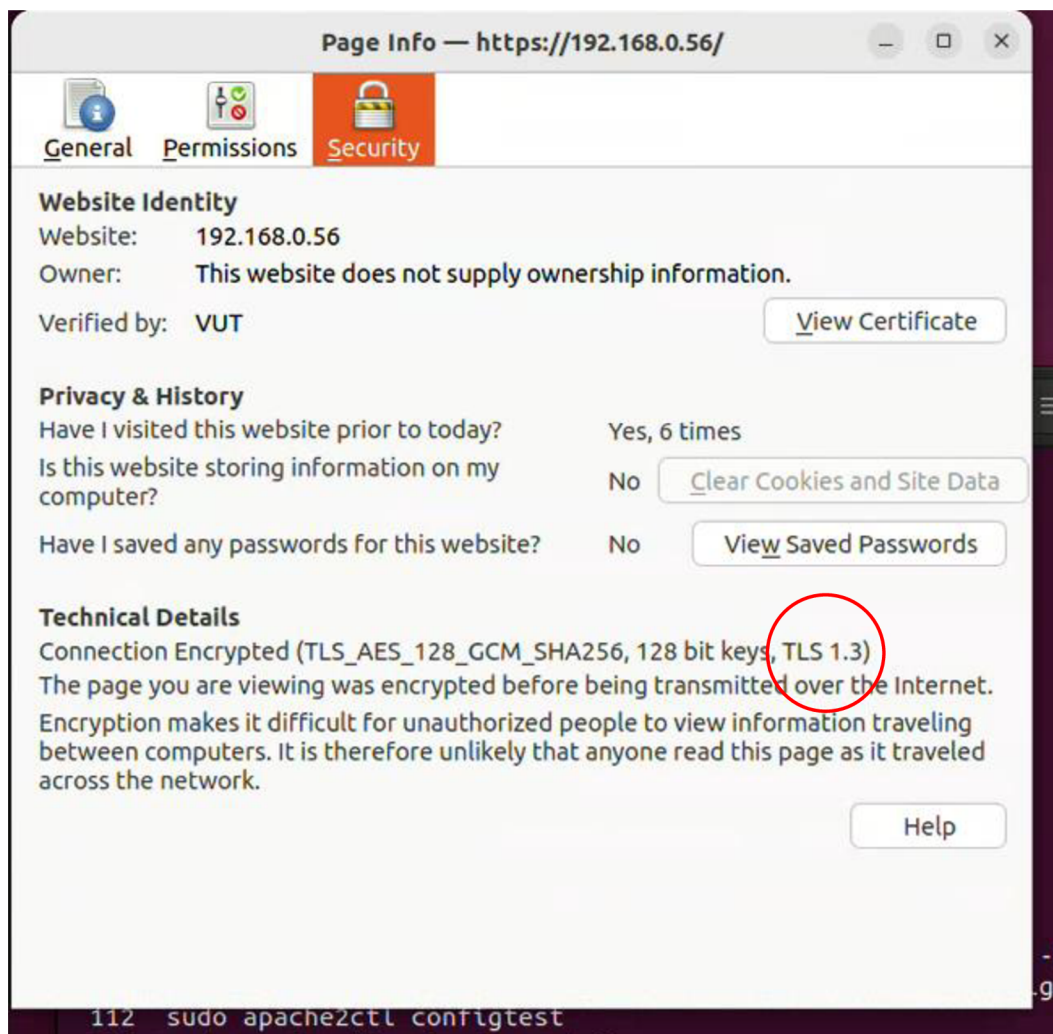 Page Info — https://192.168.0.56/
General Permissions Security
Website Identity
Website: 192.168.0.56
Owner: This website does not supply ownership information.
Verified by: VUT View Certificate
Privacy & History
Have I visited this website prior to today? Yes, 6 times
Is this website storing information on my
computer? No Clear Cookies and Site Data
Have I saved any passwords for this website? No View Saved Passwords
Technical Details
Connection Encrypted (TLS_AES_128_GCM_SHA256, 128 bit keys, TLS 1.3)
The page you are viewing was encrypted before being transmitted over the Internet.
Encryption makes it difficult for unauthorized people to view information traveling
between computers. It is therefore unlikely that anyone read this page as it traveled
across the network.
Help
112 sudo apache2ctl configtest